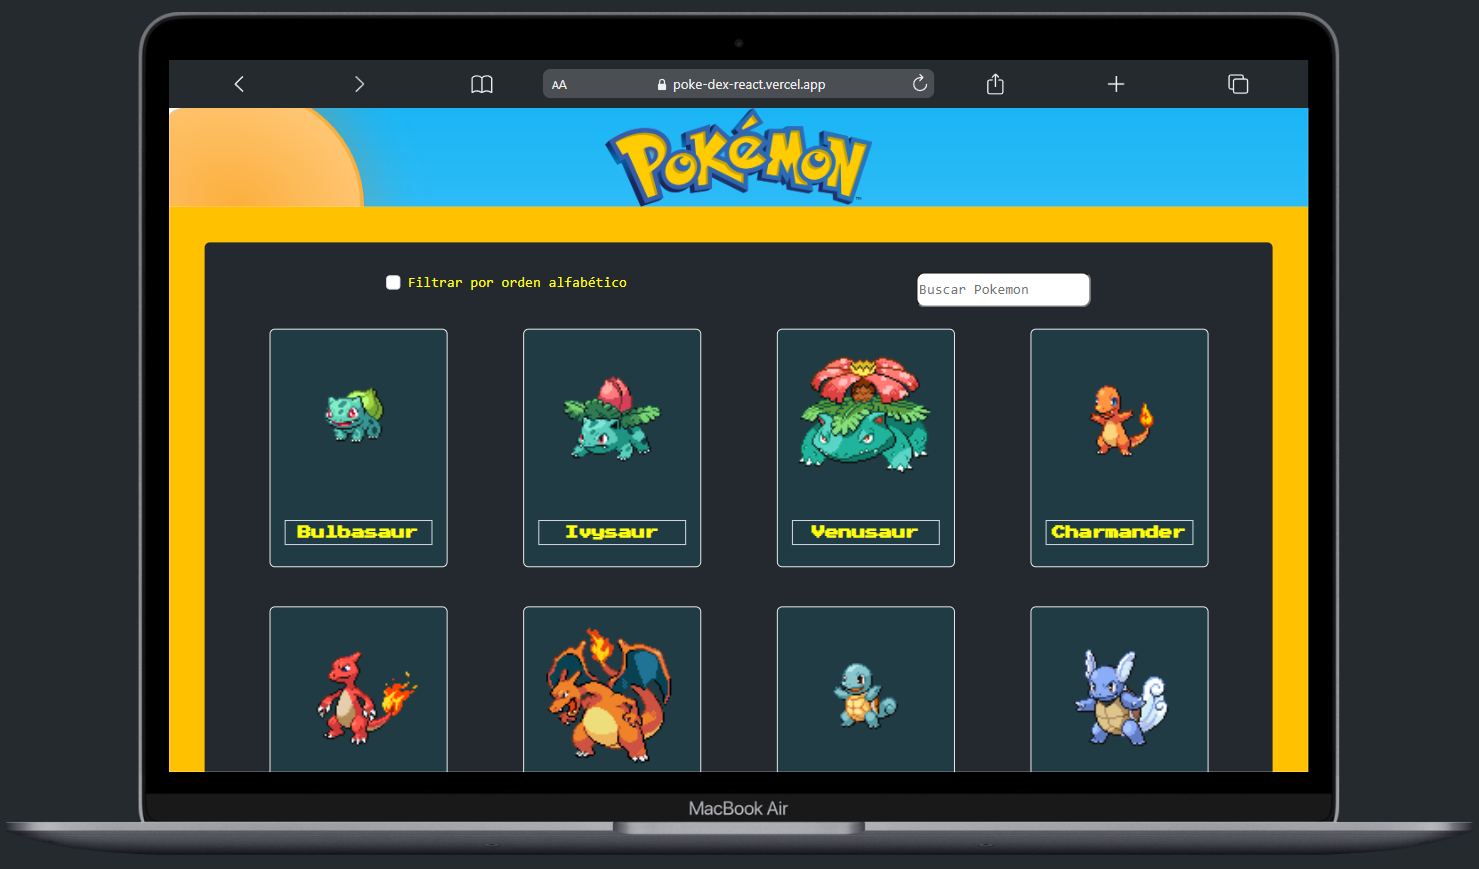 AA
poke-dex-react.vercel.app
POKéMON
TM
Filtrar por orden alfabético
Buscar Pokemon
Bulbasaur
Ivysaur
Venusaur
Charmander
MacBook Air